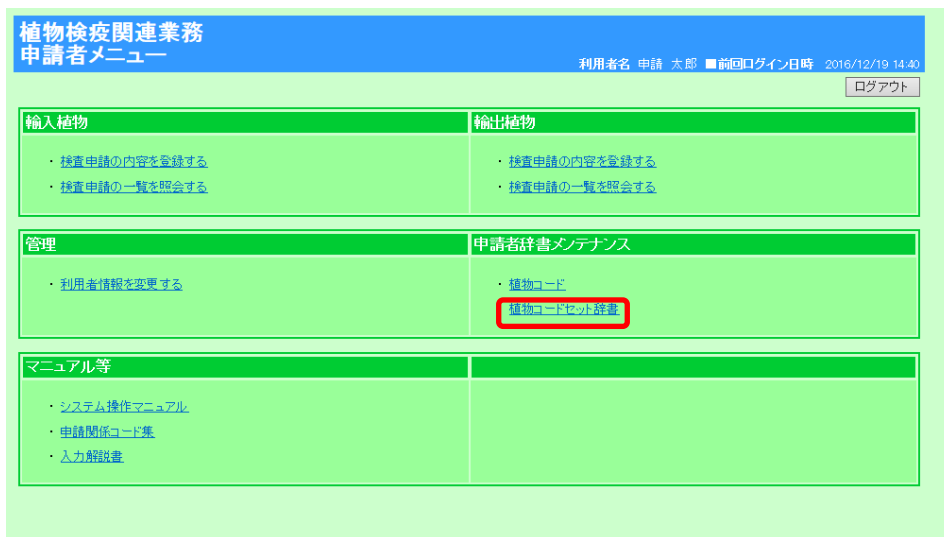 植物検疫関連業務
申請者メニュー
利用者名 申請 太郎 ■前回ログイン日時 2016/12/19 14:40
ログアウト
輸入植物
・検査申請の内容を登録する
・検査申請の一覧を照会する
輸出植物
・検査申請の内容を登録する
・検査申請の一覧を照会する
管理
・利用者情報を変更する
申請者辞書メンテナンス
・植物コード
植物コードセット辞書
マニュアル等
・システム操作マニュアル
・申請関係コード集
・入力解説書